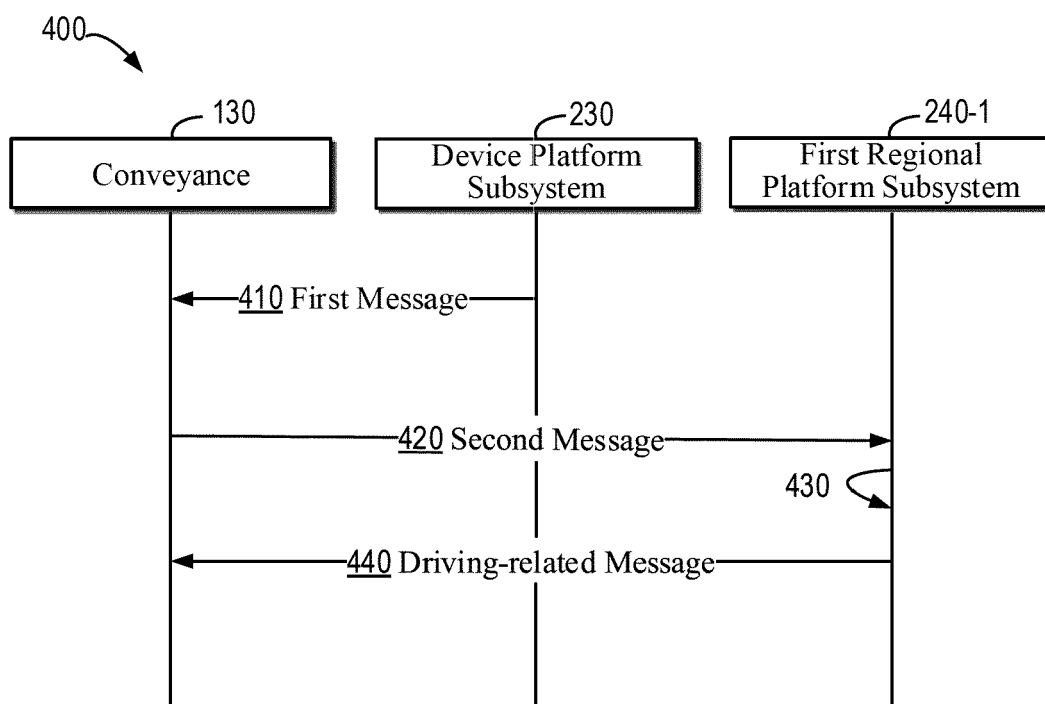 400
130
230
240-1
Conveyance
Device Platform
Subsystem
First Regional
Platform Subsystem
410 First Message
420 Second Message
430
440 Driving-related Message